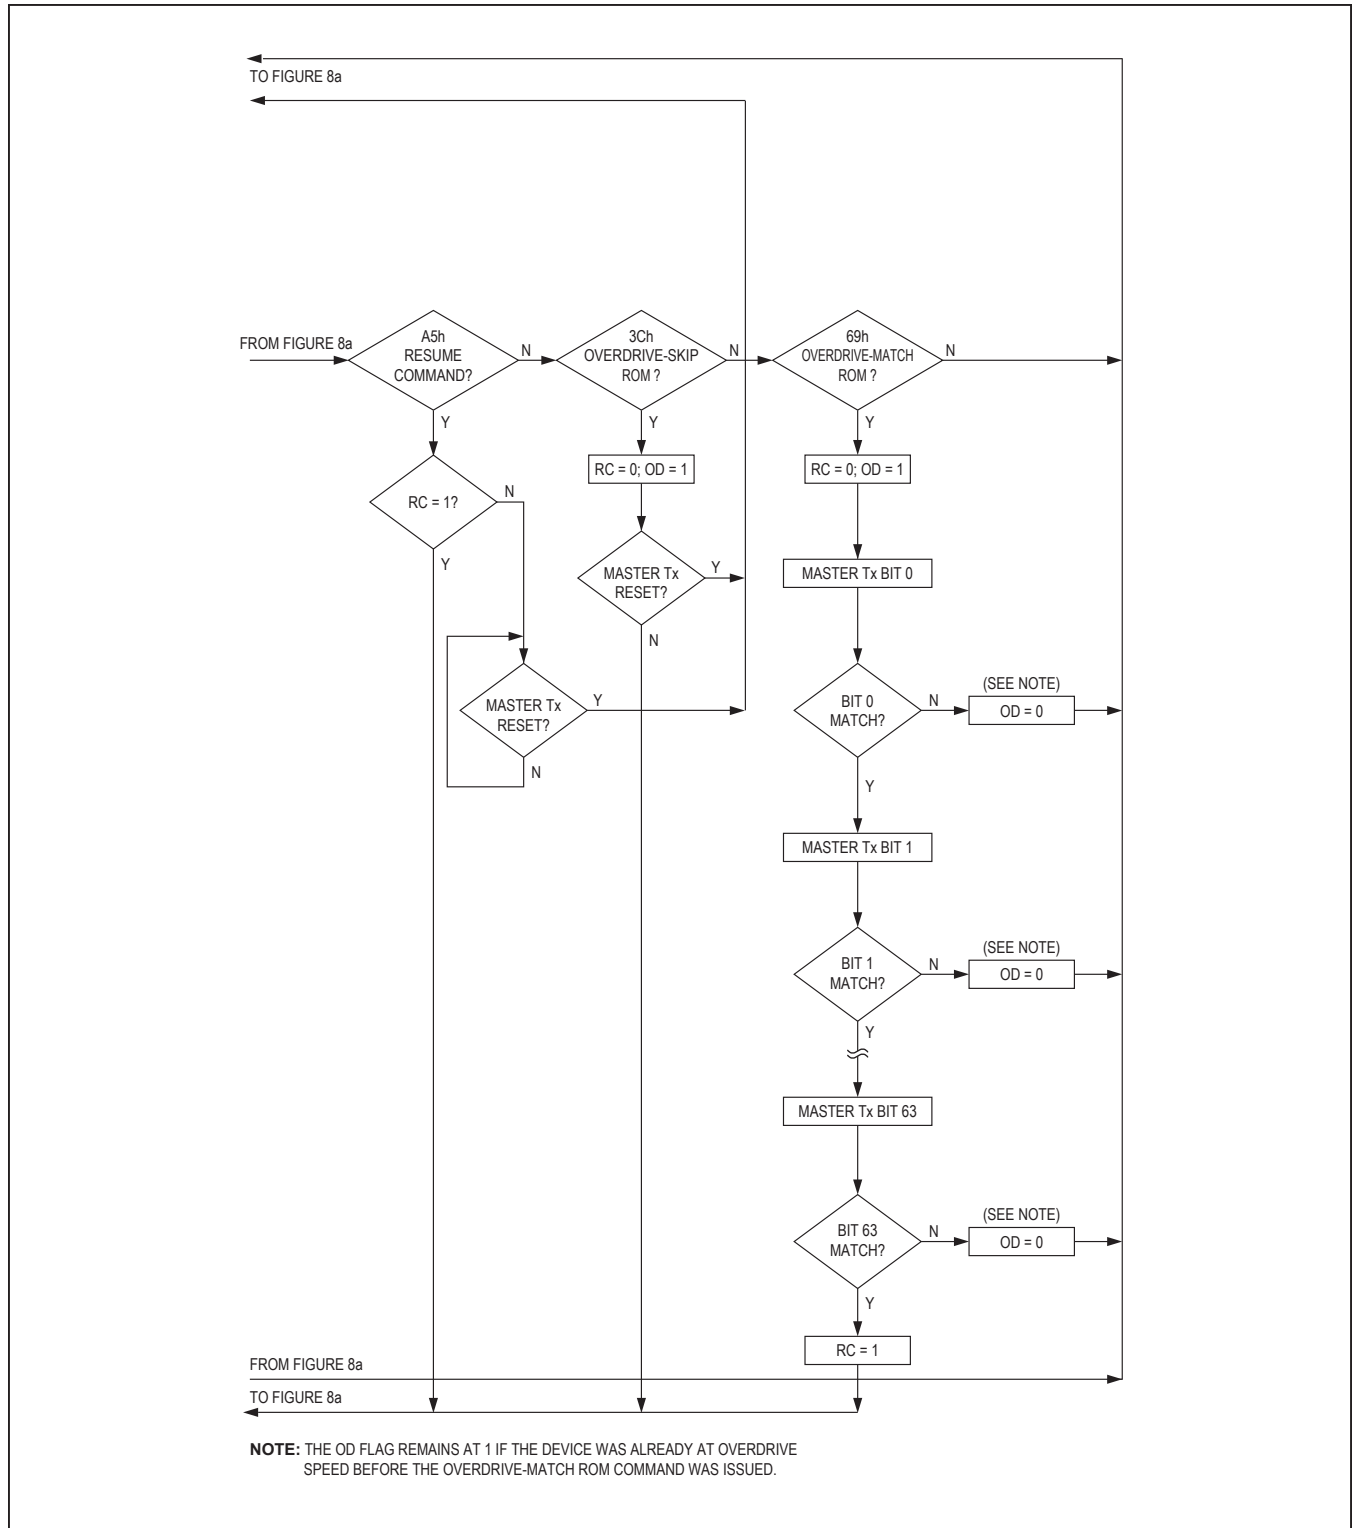 TO FIGURE 8a
FROM FIGURE 8a
A5h
RESUME
COMMAND?
N
3Ch
OVERDRIVE-SKIP
ROM ?
N
69h
OVERDRIVE-MATCH
ROM ?
N
Y
Y
Y
RC = 1?
N
RC = 0; OD = 1
RC = 0; OD = 1
Y
MASTER Tx
RESET?
Y
N
MASTER Tx BIT 0
MASTER Tx
RESET?
Y
N
BIT 0
MATCH?
N
(SEE NOTE)
OD = 0
Y
MASTER Tx BIT 1
BIT 1
MATCH?
N
(SEE NOTE)
OD = 0
Y
MASTER Tx BIT 63
BIT 63
MATCH?
N
(SEE NOTE)
OD = 0
Y
RC = 1
FROM FIGURE 8a
TO FIGURE 8a
NOTE: THE OD FLAG REMAINS AT 1 IF THE DEVICE WAS ALREADY AT OVERDRIVE
SPEED BEFORE THE OVERDRIVE-MATCH ROM COMMAND WAS ISSUED.